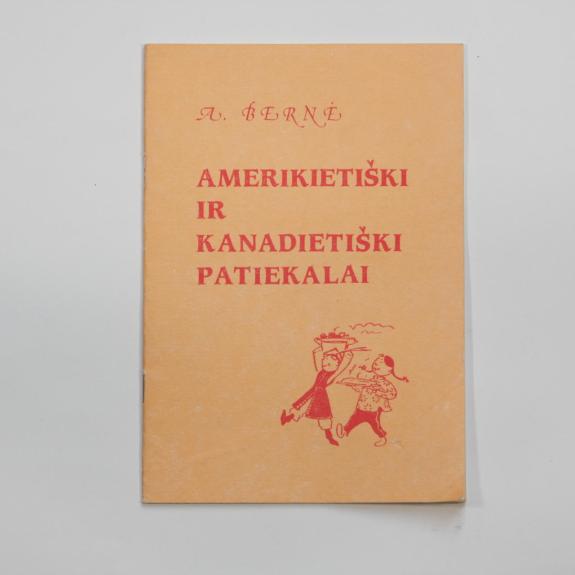 A. BERNĖ
AMERIKIETIŠKI
IR
KANADIETIŠKI
PATIEKALAI